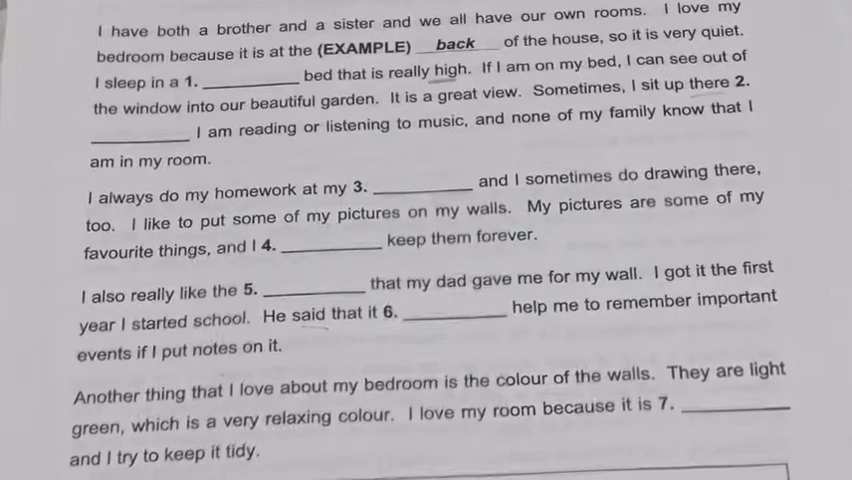 I have both a brother and a sister and we all have our own rooms. I love my
bedroom because it is at the (EXAMPLE) __back__ of the house, so it is very quiet.
I sleep in a 1. __________ bed that is really high. If I am on my bed, I can see out of
the window into our beautiful garden. It is a great view. Sometimes, I sit up there 2.
__________ I am reading or listening to music, and none of my family know that I
am in my room.
I always do my homework at my 3. __________ and I sometimes do drawing there,
too. I like to put some of my pictures on my walls. My pictures are some of my
favourite things, and I 4. __________ keep them forever.
I also really like the 5. __________ that my dad gave me for my wall. I got it the first
year I started school. He said that it 6. __________ help me to remember important
events if I put notes on it.
Another thing that I love about my bedroom is the colour of the walls. They are light
green, which is a very relaxing colour. I love my room because it is 7. __________
and I try to keep it tidy.